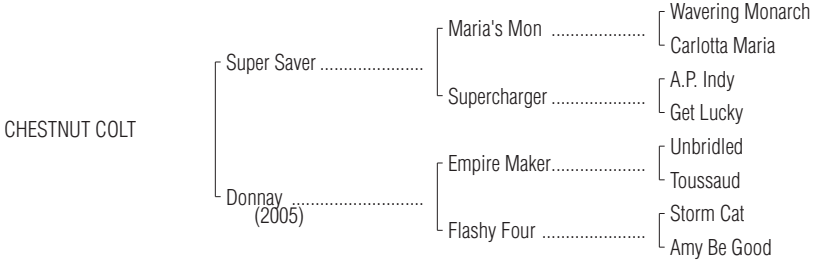 Wavering Monarch
Maria's Mon ....................
Carlotta Maria
Super Saver ......................
A.P. Indy
Supercharger ....................
Get Lucky
CHESTNUT COLT
Unbridled
Empire Maker....................
Toussaud
Donnay ............................
(2005)
Storm Cat
Flashy Four ......................
Amy Be Good